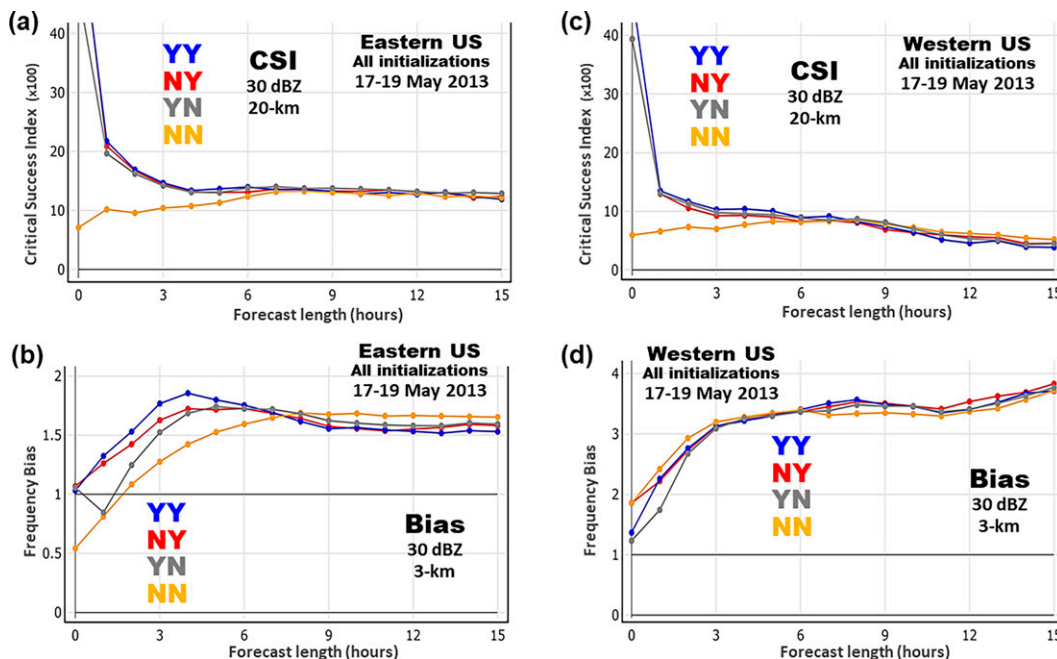 (a)
Critical Success Index (x100)
40
30
20
10
0
YY
NY
YN
NN
CSI
30 dBZ
20-km
Eastern US
All initializations
17-19 May 2013
0 3 6 9 12 15
Forecast length (hours)
(c)
Critical Success Index (x100)
40
30
20
10
0
YY
NY
YN
NN
CSI
30 dBZ
20-km
Western US
All initializations
17-19 May 2013
0 3 6 9 12 15
Forecast length (hours)
(b)
Frequency Bias
2
1.5
1
0.5
0
Eastern US
All initializations
17-19 May 2013
YY
NY
YN
NN
Bias
30 dBZ
3-km
0 3 6 9 12 15
Forecast length (hours)
(d)
Frequency Bias
4
3
2
1
0
Western US
All initializations
17-19 May 2013
YY
NY
YN
NN
Bias
30 dBZ
3-km
0 3 6 9 12 15
Forecast length (hours)